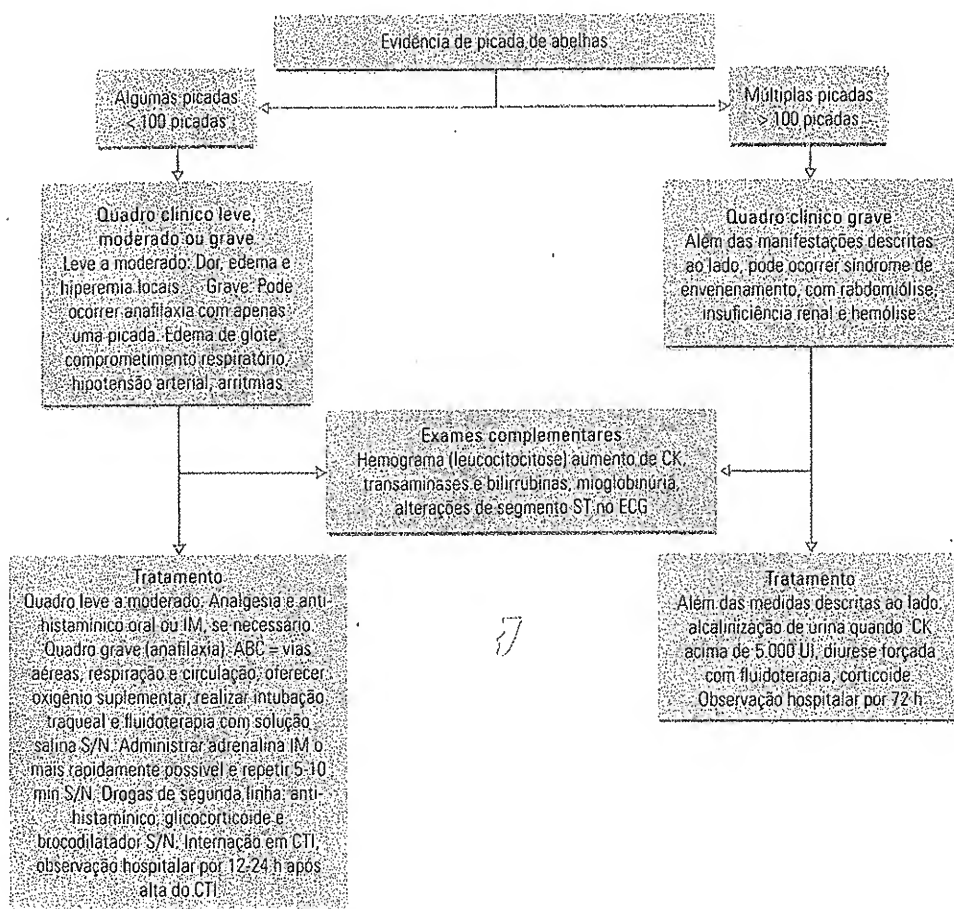 Evidência de picada de abelhas
Algumas picadas
< 100 picadas
Múltiplas picadas
> 100 picadas
Quadro clínico leve,
moderado ou grave
Leve a moderado: Dor, edema e
hiperemia locais. Grave: Pode
ocorrer anafilaxia com apenas
uma picada. Edema de glote,
comprometimento respiratório,
hipotensão arterial, arritmias
Quadro clínico grave
Além das manifestações descritas
ao lado, pode ocorrer síndrome de
envenenamento, com rabdomiólise,
insuficiência renal e hemólise
Exames complementares
Hemograma (leucocitocitose) aumento de CK,
transaminases e bilirrubinas, mioglobinúria,
alterações de segmento ST no ECG
Tratamento
Quadro leve a moderado: Analgesia e anti-
histamínico oral ou IM, se necessário.
Quadro grave (anafilaxia): ABC = vias
aéreas, respiração e circulação, oferecer
oxigênio suplementar, realizar intubação
traqueal e fluidoterapia com solução
salina S/N. Administrar adrenalina IM o
mais rapidamente possível e repetir 5-10
min S/N. Drogas de segunda linha: anti-
histamínico, glicocorticoide e
brocodilatador S/N. Internação em CTI,
observação hospitalar por 12-24 h após
alta do CTI
Tratamento
Além das medidas descritas ao lado:
alcalinização de urina quando CK
acima de 5.000 UI, diurese forçada
com fluidoterapia, corticoide.
Observação hospitalar por 72 h